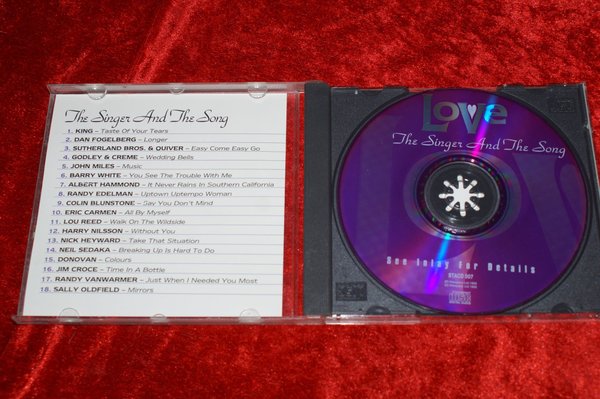 The Singer And The Song
1. KING – Taste Of Your Tears
2. DAN FOGELBERG – Longer
3. SUTHERLAND BROS. & QUIVER – Easy Come Easy Go
4. GODLEY & CREME – Wedding Bells
5. JOHN MILES – Music
6. BARRY WHITE – You See The Trouble With Me
7. ALBERT HAMMOND – It Never Rains In Southern California
8. RANDY EDELMAN – Uptown Uptempo Woman
9. COLIN BLUNSTONE – Say You Don't Mind
10. ERIC CARMEN – All By Myself
11. LOU REED – Walk On The Wildside
12. HARRY NILSSON – Without You
13. NICK HEYWARD – Take That Situation
14. NEIL SEDAKA – Breaking Up Is Hard To Do
15. DONOVAN – Colours
16. JIM CROCE – Time In A Bottle
17. RANDY VANWARMER – Just When I Needed You Most
18. SALLY OLDFIELD – Mirrors
Love
The Singer And The Song
See Inlay For Details
STACD 007